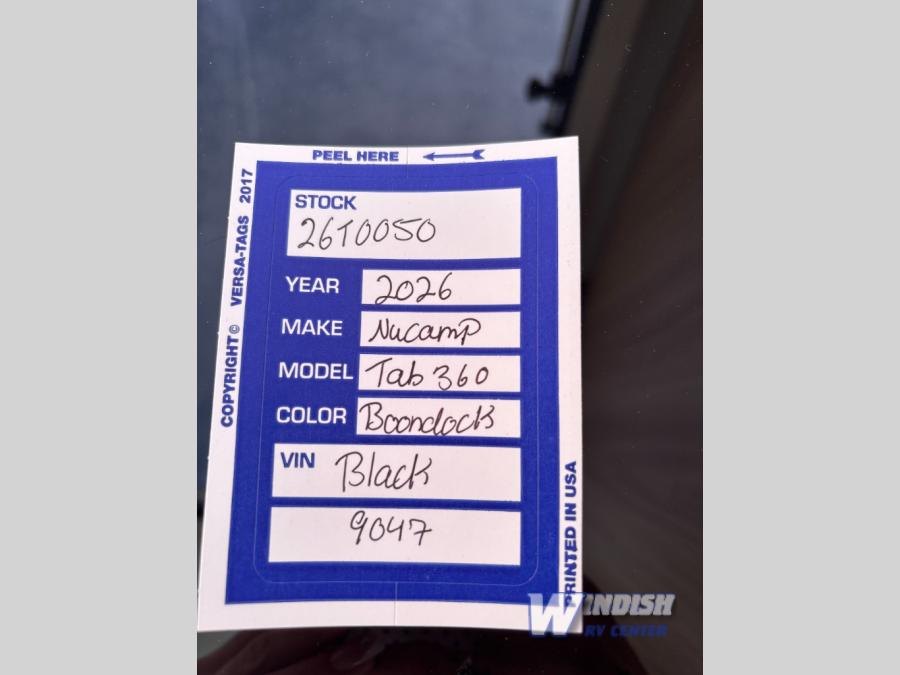 PEEL HERE
COPYRIGHT © VERSA-TAGS 2017
STOCK
26T0050
YEAR 2026
MAKE Nucamp
MODEL Tab 360
COLOR Boondock
VIN Black
9047
PRINTED IN USA
WINDISH
RV CENTER